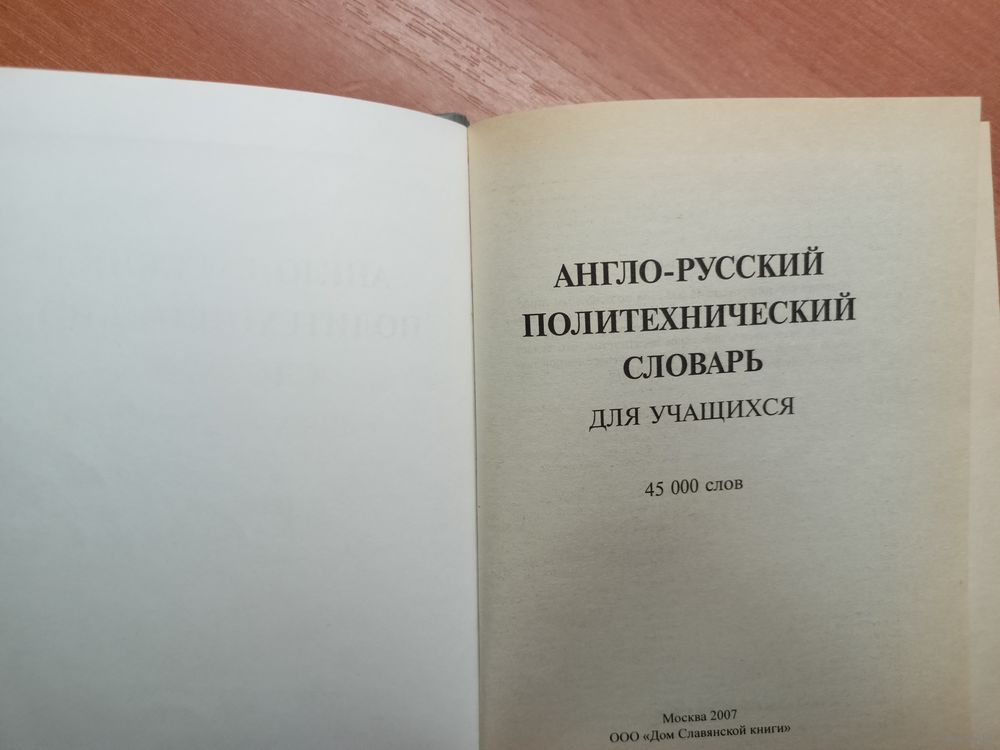 АНГЛО-РУССКИЙ
ПОЛИТЕХНИЧЕСКИЙ
СЛОВАРЬ
ДЛЯ УЧАЩИХСЯ
45 000 слов
Москва 2007
ООО «Дом Славянской книги»